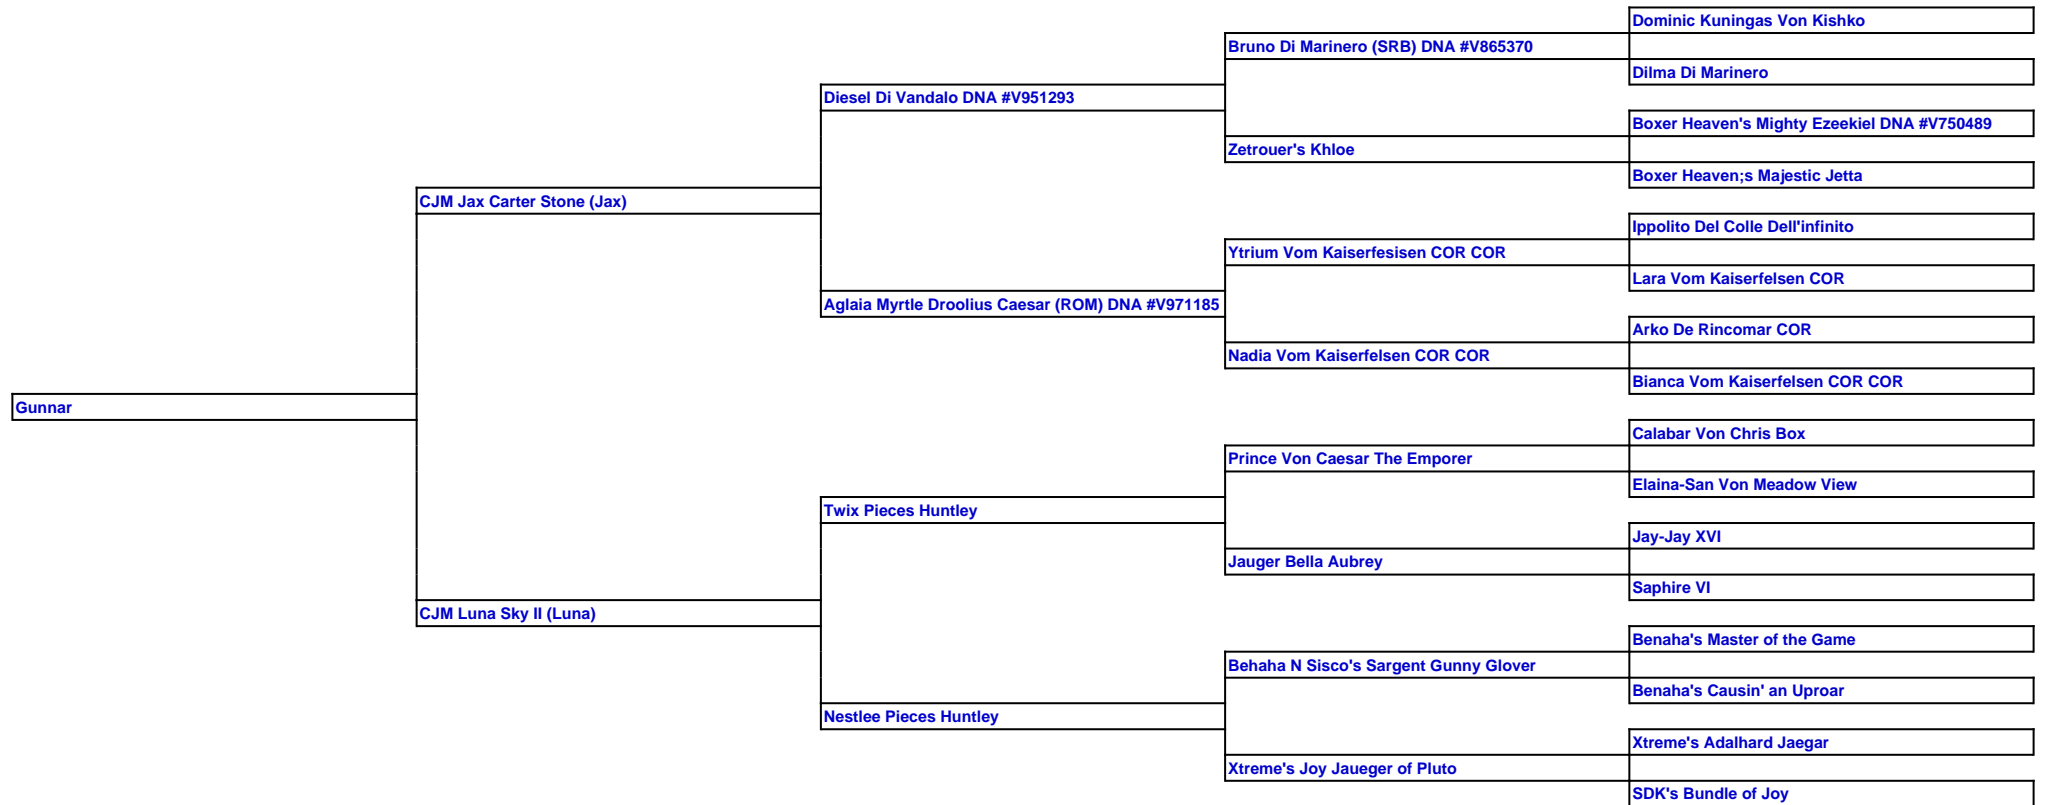 Dominic Kuningas Von Kishko
Bruno Di Marinero (SRB) DNA #V865370
Dilma Di Marinero
Diesel Di Vandalo DNA #V951293
Boxer Heaven's Mighty Ezeekiel DNA #V750489
Zetrouer's Khloe
Boxer Heaven;s Majestic Jetta
CJM Jax Carter Stone (Jax)
Ippolito Del Colle Dell'infinito
Ytrium Vom Kaiserfesisen COR COR
Lara Vom Kaiserfelsen COR
Aglaia Myrtle Droolius Caesar (ROM) DNA #V971185
Arko De Rincomar COR
Nadia Vom Kaiserfelsen COR COR
Bianca Vom Kaiserfelsen COR COR
Gunnar
Calabar Von Chris Box
Prince Von Caesar The Emporer
Elaina-San Von Meadow View
Twix Pieces Huntley
Jay-Jay XVI
Jauger Bella Aubrey
Saphire VI
CJM Luna Sky II (Luna)
Benaha's Master of the Game
Behaha N Sisco's Sargent Gunny Glover
Benaha's Causin' an Uproar
Nestlee Pieces Huntley
Xtreme's Adalhard Jaegar
Xtreme's Joy Jaueger of Pluto
SDK's Bundle of Joy